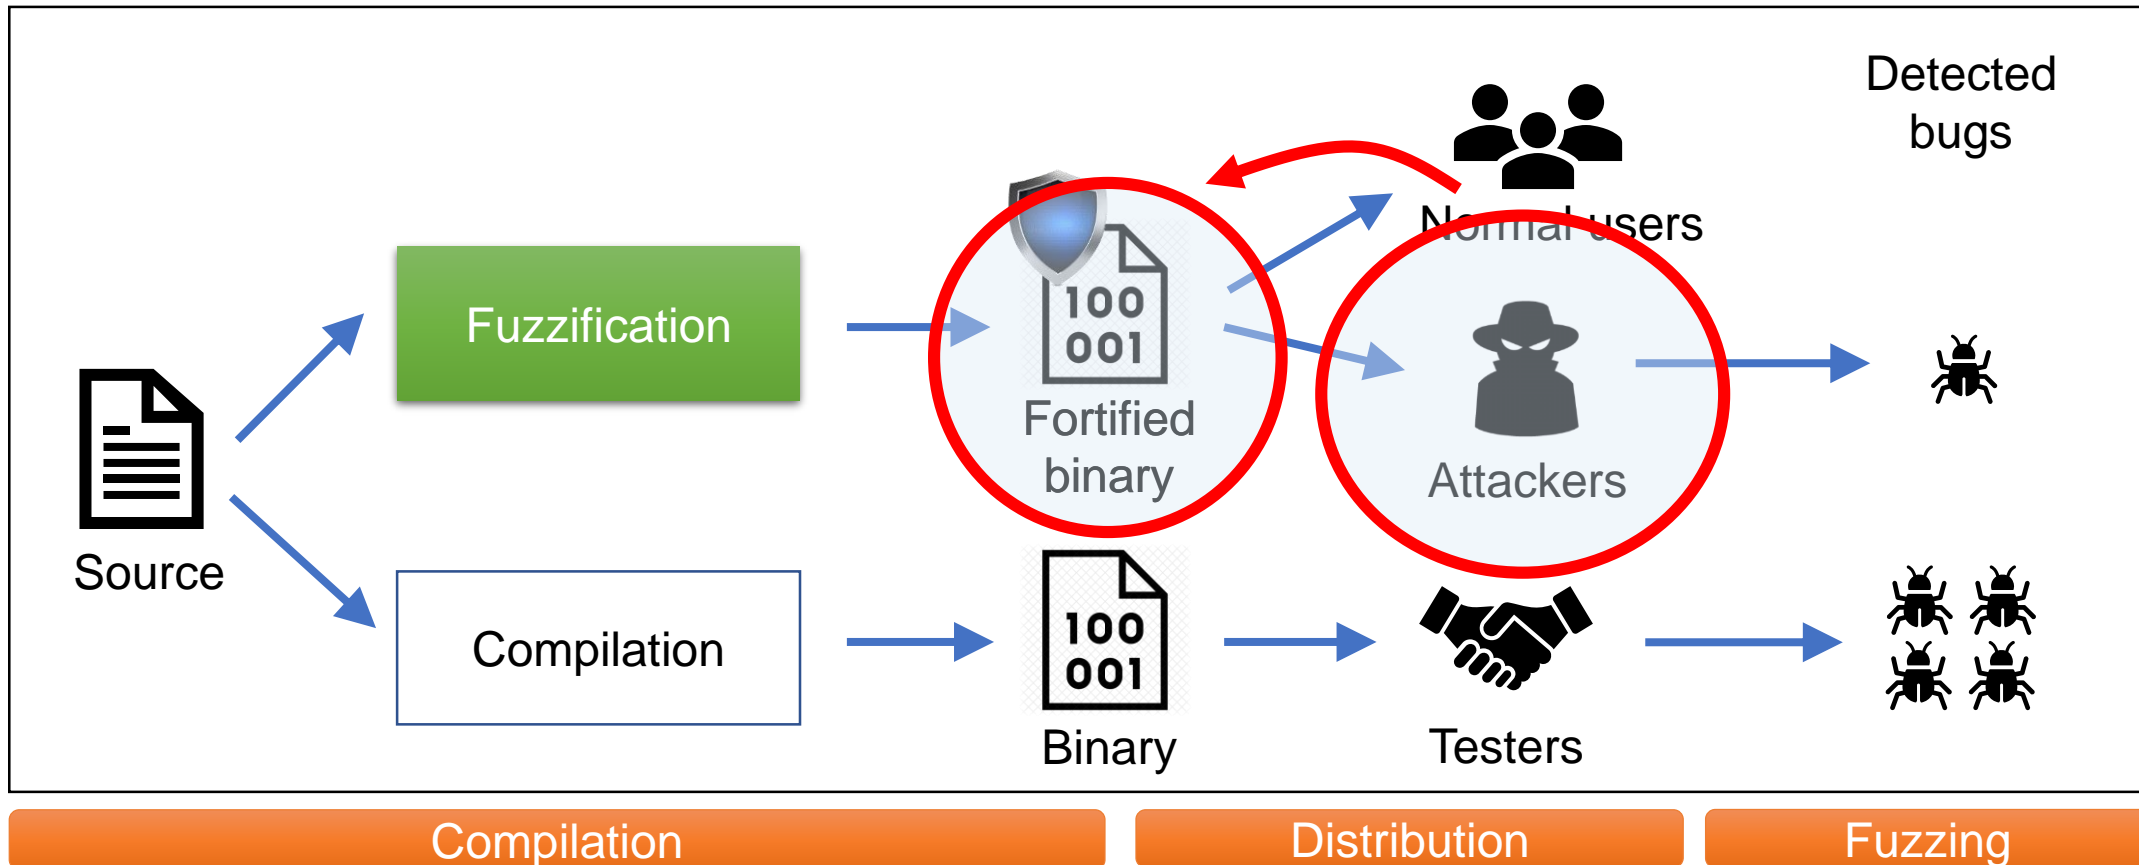 Detected
bugs
Normal users
Fuzzification
100
001
Fortified
binary
Attackers
Source
Compilation
100
001
Binary
Testers
Compilation
Distribution
Fuzzing